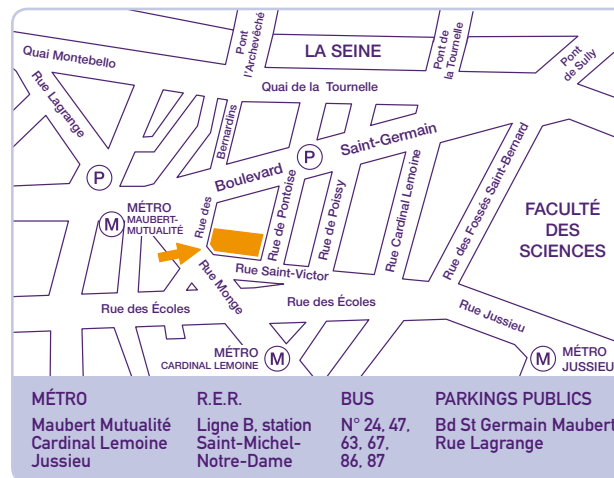 Pont
l'Archevêché
LA SEINE
Pont de
la Tournelle
Pont
de Sully
Quai Montebello
Quai de la Tournelle
Rue Lagrange
Bernardins
Rue des
Boulevard
Saint-Germain
P
P
MÉTRO
MAUBERT-
MUTUALITÉ
M
Rue de Pontoise
Rue de Poissy
Rue Cardinal Lemoine
Rue des Fossés Saint-Bernard
FACULTÉ
DES
SCIENCES
Rue Saint-Victor
Rue Monge
Rue des Écoles
Rue des Écoles
Rue Jussieu
MÉTRO
CARDINAL LEMOINE
M
M
MÉTRO
JUSSIEU
MÉTRO
Maubert Mutualité
Cardinal Lemoine
Jussieu
R.E.R.
Ligne B, station
Saint-Michel-
Notre-Dame
BUS
N° 24, 47,
63, 67,
86, 87
PARKINGS PUBLICS
Bd St Germain Maubert
Rue Lagrange